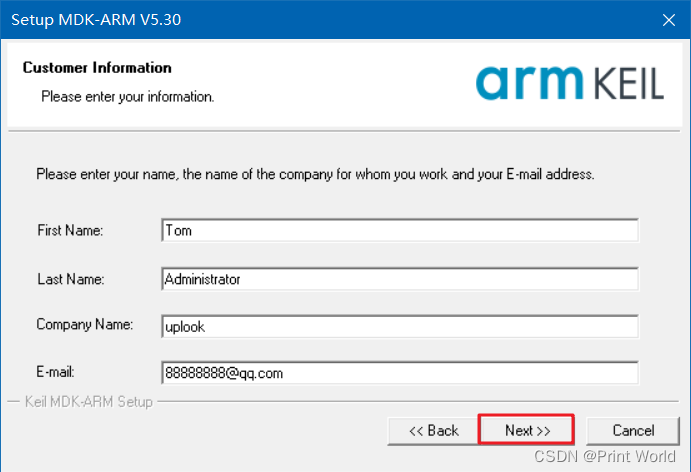 Setup MDK-ARM V5.30
Customer Information
Please enter your information.
arm KEIL
Please enter your name, the name of the company for whom you work and your E-mail address.
First Name: Tom
Last Name: Administrator
Company Name: uplook
E-mail: 88888888@qq.com
Keil MDK-ARM Setup
<< Back Next >> Cancel
CSDN @Print World